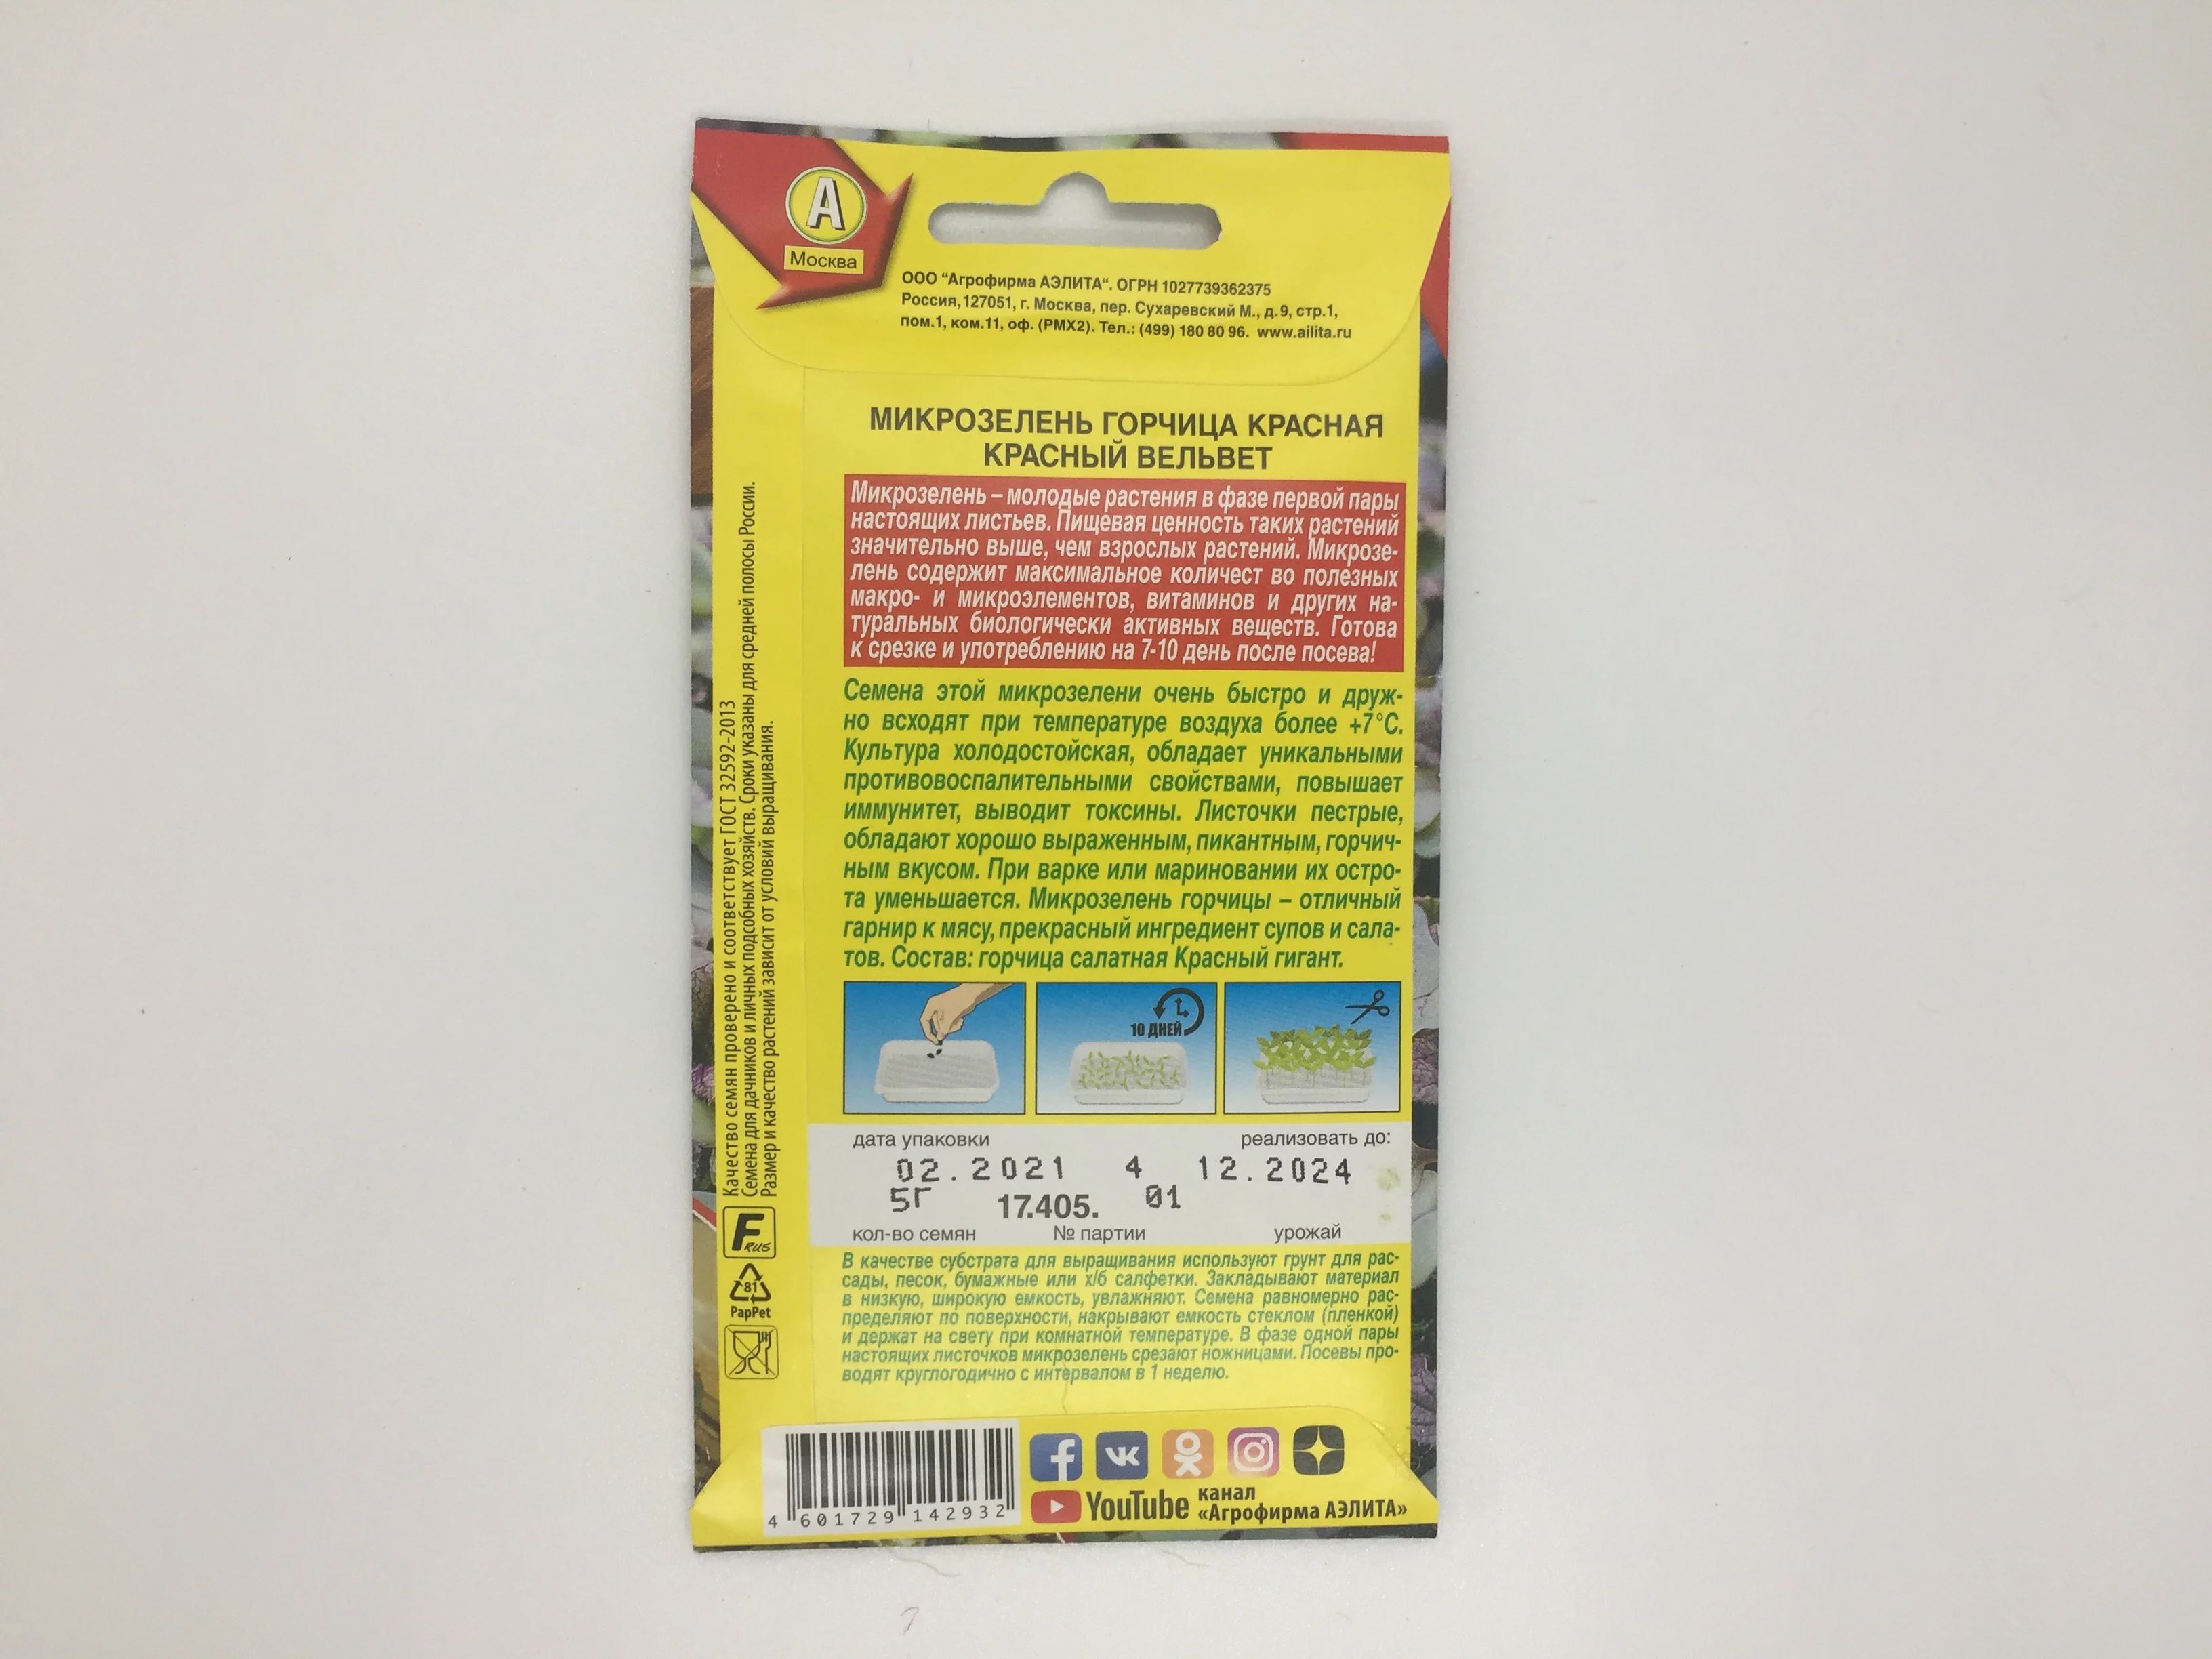 А
Москва
ООО "Агрофирма АЭЛИТА". ОГРН 1027739362375
Россия,127051, г. Москва, пер. Сухаревский М., д.9, стр.1,
пом.1, ком.11, оф. (РМХ2). Тел.: (499) 180 80 96. www.ailita.ru
МИКРОЗЕЛЕНЬ ГОРЧИЦА КРАСНАЯ
КРАСНЫЙ ВЕЛЬВЕТ
Микрозелень – молодые растения в фазе первой пары
настоящих листьев. Пищевая ценность таких растений
значительно выше, чем взрослых растений. Микрозе-
лень содержит максимальное количест во полезных
макро- и микроэлементов, витаминов и других на-
туральных биологически активных веществ. Готова
к срезке и употреблению на 7-10 день после посева!
Семена этой микрозелени очень быстро и друж-
но всходят при температуре воздуха более +7°С.
Культура холодостойская, обладает уникальными
противовоспалительными свойствами, повышает
иммунитет, выводит токсины. Листочки пестрые,
обладают хорошо выраженным, пикантным, горчич-
ным вкусом. При варке или мариновании их остро-
та уменьшается. Микрозелень горчицы – отличный
гарнир к мясу, прекрасный ингредиент супов и сала-
тов. Состав: горчица салатная Красный гигант.
10 ДНЕЙ
дата упаковки реализовать до:
02.2021 4 12.2024
5Г 17.405. 01
кол-во семян № партии урожай
В качестве субстрата для выращивания используют грунт для рас-
сады, песок, бумажные или х/б салфетки. Закладывают материал
в низкую, широкую емкость, увлажняют. Семена равномерно рас-
пределяют по поверхности, накрывают емкость стеклом (пленкой)
и держат на свету при комнатной температуре. В фазе одной пары
настоящих листочков микрозелень срезают ножницами. Посевы про-
водят круглогодично с интервалом в 1 неделю.
Качество семян проверено и соответствует ГОСТ 32592-2013
Семена для дачников и личных подсобных хозяйств. Сроки указаны для средней полосы России.
Размер и качество растений зависит от условий выращивания.
F RUS
81
PapPet
4 601729 142932
YouTube канал
«Агрофирма АЭЛИТА»